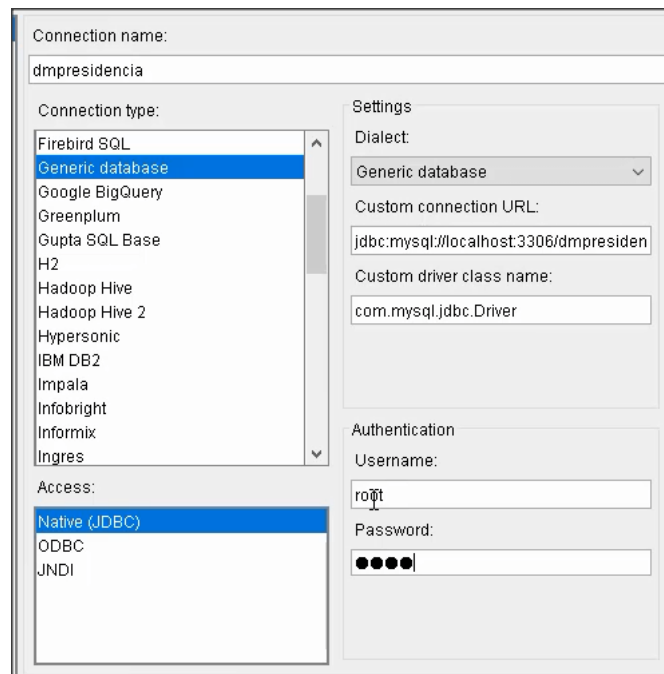 Connection name:
dmpresidencia
Connection type:
Firebird SQL
Generic database
Google BigQuery
Greenplum
Gupta SQL Base
H2
Hadoop Hive
Hadoop Hive 2
Hypersonic
IBM DB2
Impala
Infobright
Informix
Ingres
Access:
Native (JDBC)
ODBC
JNDI
Settings
Dialect:
Generic database
Custom connection URL:
jdbc:mysql://localhost:3306/dmpresiden
Custom driver class name:
com.mysql.jdbc.Driver
Authentication
Username:
root
Password:
●●●●